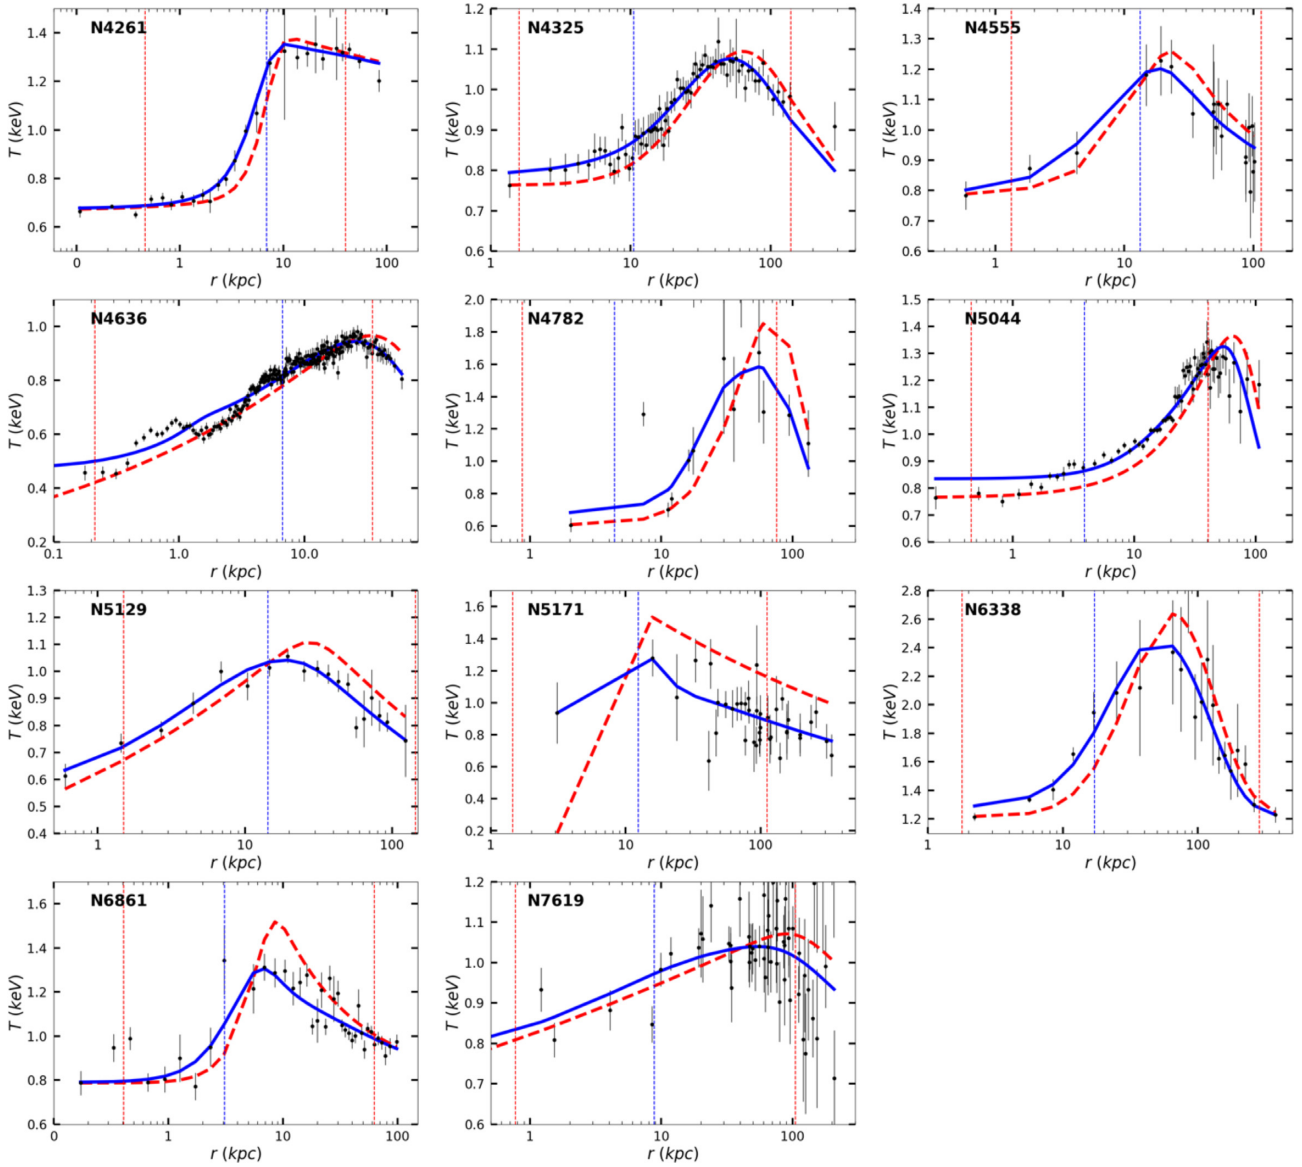 N4261
T (keV)
1.4
1.2
1.0
0.8
0.6
0 1 10 100
r (kpc)
N4325
T (keV)
1.2
1.1
1.0
0.9
0.8
0.7
0.6
1 10 100
r (kpc)
N4555
T (keV)
1.4
1.3
1.2
1.1
1.0
0.9
0.8
0.7
0.6
1 10 100
r (kpc)
N4636
T (keV)
1.0
0.8
0.6
0.4
0.2
0.1 1.0 10.0
r (kpc)
N4782
T (keV)
2.0
1.8
1.6
1.4
1.2
1.0
0.8
0.6
1 10 100
r (kpc)
N5044
T (keV)
1.5
1.4
1.3
1.2
1.1
1.0
0.9
0.8
0.7
0.6
1 10 100
r (kpc)
N5129
T (keV)
1.3
1.2
1.1
1.0
0.9
0.8
0.7
0.6
0.5
0.4
1 10 100
r (kpc)
N5171
T (keV)
1.6
1.4
1.2
1.0
0.8
0.6
0.4
0.2
1 10 100
r (kpc)
N6338
T (keV)
2.8
2.6
2.4
2.2
2.0
1.8
1.6
1.4
1.2
1 10 100
r (kpc)
N6861
T (keV)
1.6
1.4
1.2
1.0
0.8
0.6
0 1 10 100
r (kpc)
N7619
T (keV)
1.2
1.1
1.0
0.9
0.8
0.7
0.6
1 10 100
r (kpc)